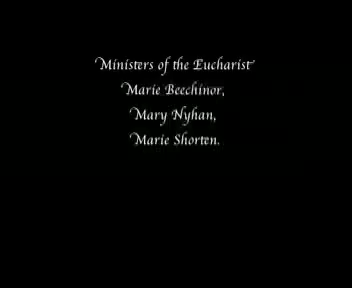 Ministers of the Eucharist
Marie Beechinor,
Mary Nyhan,
Marie Shorten.